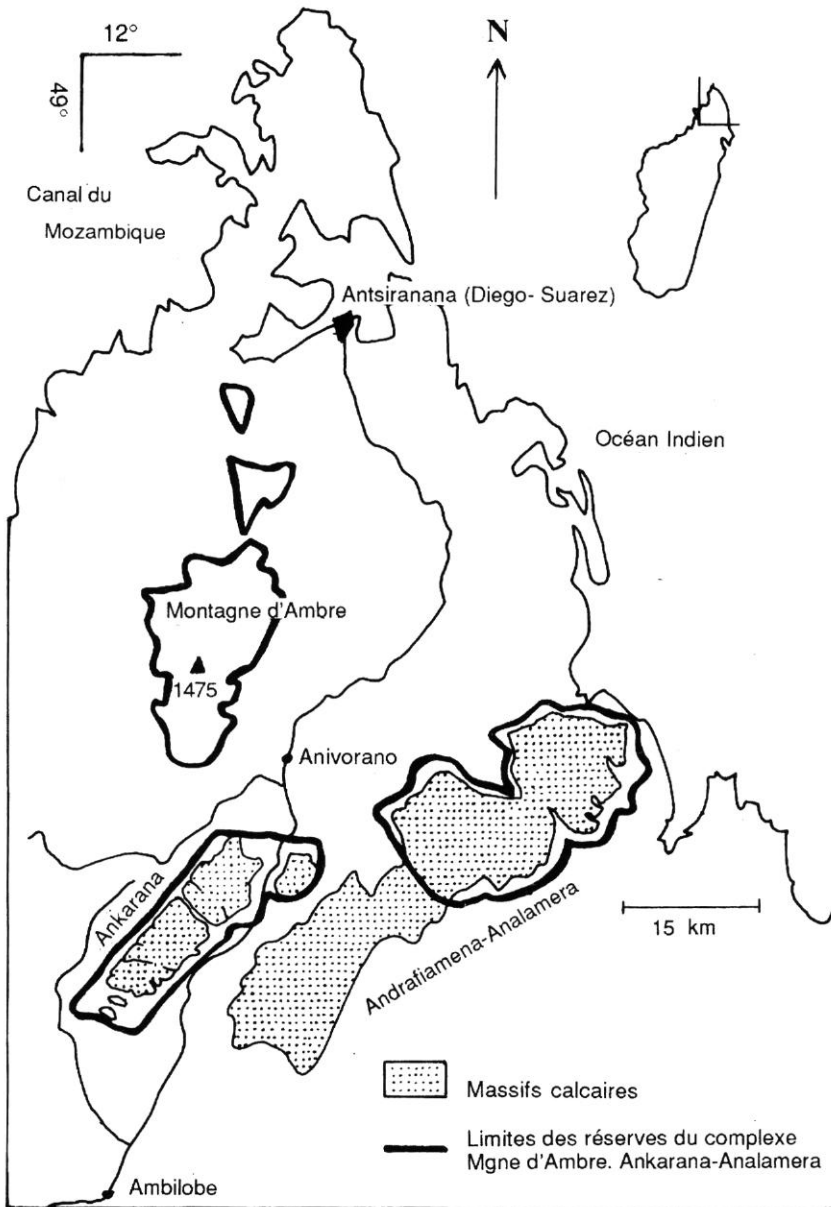 12°
N
49°
Canal du
Mozambique
Antsiranana (Diego- Suarez)
Océan Indien
Montagne d'Ambre
1475
Anivorano
Ankarana
15 km
Andrafiamena-Analamera
Massifs calcaires
Limites des réserves du complexe
Mgne d'Ambre. Ankarana-Analamera
Ambilobe